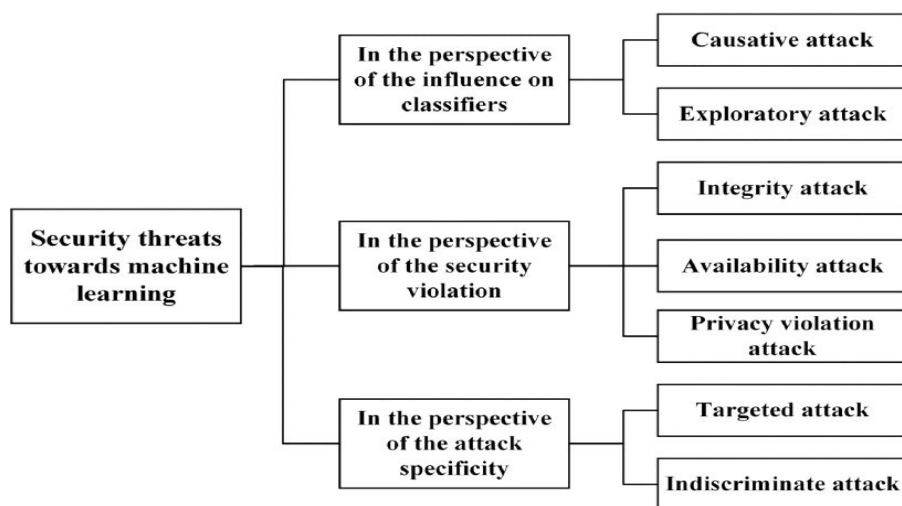 Security threats
towards machine
learning
In the perspective
of the influence on
classifiers
Causative attack
Exploratory attack
In the perspective
of the security
violation
Integrity attack
Availability attack
Privacy violation
attack
In the perspective
of the attack
specificity
Targeted attack
Indiscriminate attack